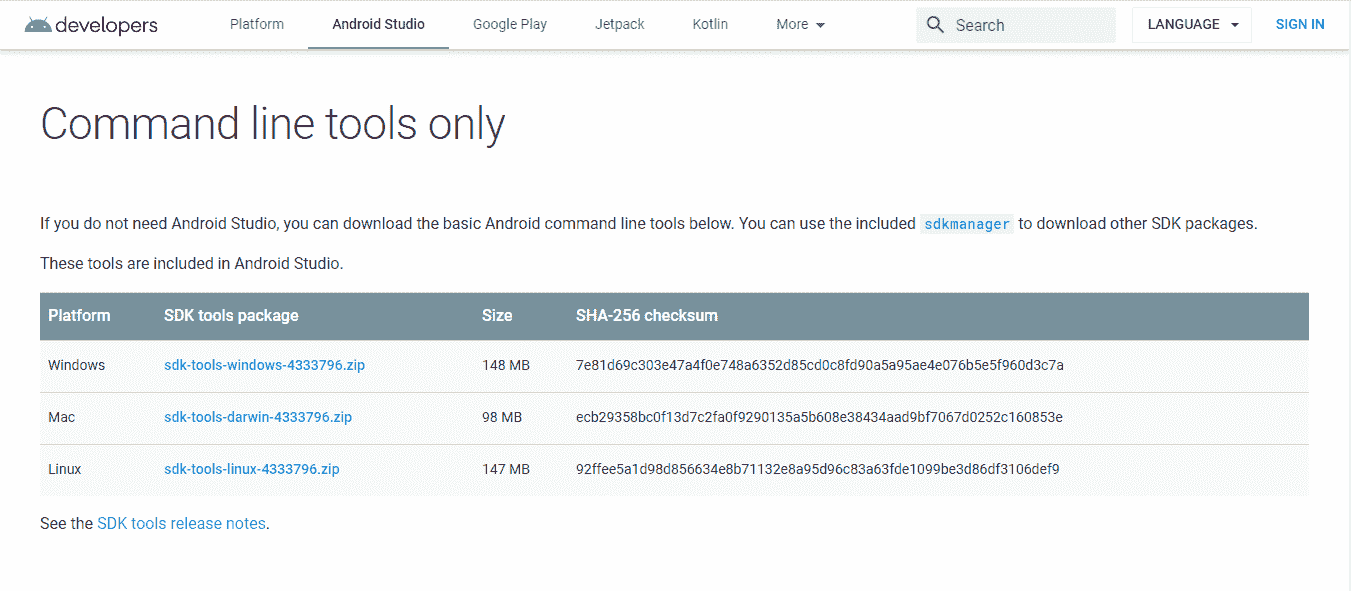 developers Platform Android Studio Google Play Jetpack Kotlin More Search LANGUAGE SIGN IN
Command line tools only
If you do not need Android Studio, you can download the basic Android command line tools below. You can use the included sdkmanager to download other SDK packages.
These tools are included in Android Studio.
Platform SDK tools package Size SHA-256 checksum
Windows sdk-tools-windows-4333796.zip 148 MB 7e81d69c303e47a4f0e748a6352d85cd0c8fd90a5a95ae4e076b5e5f960d3c7a
Mac sdk-tools-darwin-4333796.zip 98 MB ecb29358bc0f13d7c2fa0f9290135a5b608e38434aad9bf7067d0252c160853e
Linux sdk-tools-linux-4333796.zip 147 MB 92ffee5a1d98d856634e8b71132e8a95d96c83a63fde1099be3d86df3106def9
See the SDK tools release notes.